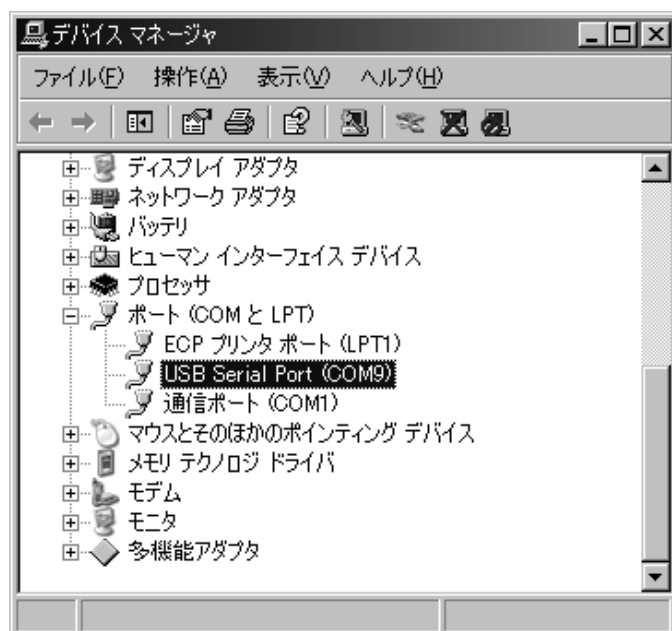 デバイス マネージャ
ファイル(F) 操作(A) 表示(V) ヘルプ(H)
ディスプレイ アダプタ
ネットワーク アダプタ
バッテリ
ヒューマン インターフェイス デバイス
プロセッサ
ポート (COM と LPT)
ECP プリンタ ポート (LPT1)
USB Serial Port (COM9)
通信ポート (COM1)
マウスとそのほかのポインティング デバイス
メモリ テクノロジ ドライバ
モデム
モニタ
多機能アダプタ